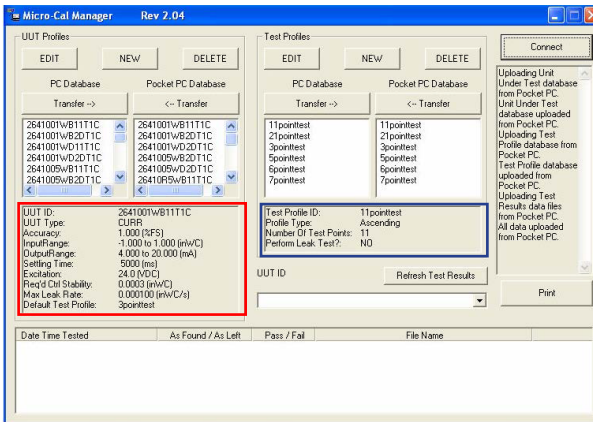 Micro-Cal Manager Rev 2.04
UUT Profiles
EDIT NEW DELETE
PC Database Pocket PC Database
Transfer --> <-- Transfer
2641001WB11T1C 2641001WB11T1C
2641001WB2DT1C 2641001WB2DT1C
2641001WD11T1C 2641001WD2DT1C
2641001WD2DT1C 2641005WB2DT1C
2641005WB11T1C 2641005WD2DT1C
2641005WB2DT1C 26410R5WB11T1C
UUT ID: 2641001WB11T1C
UUT Type: CURR
Accuracy: 1.000 (%FS)
InputRange: -1.000 to 1.000 (inWC)
OutputRange: 4.000 to 20.000 (mA)
Settling Time: 5000 (ms)
Excitation: 24.0 (VDC)
Req'd Ctrl Stability: 0.0003 (inWC)
Max Leak Rate: 0.000100 (inWC/s)
Default Test Profile: 3pointtest
Test Profiles
EDIT NEW DELETE
PC Database Pocket PC Database
Transfer --> <-- Transfer
11pointtest 11pointtest
21pointtest 21pointtest
3pointtest 3pointtest
5pointtest 5pointtest
6pointtest 6pointtest
7pointtest 7pointtest
Test Profile ID: 11pointtest
Profile Type: Ascending
Number Of Test Points: 11
Perform Leak Test?: NO
UUT ID Refresh Test Results
Connect
Uploading Unit
Under Test database
from Pocket PC.
Unit Under Test
database uploaded
from Pocket PC.
Uploading Test
Profile database from
Pocket PC.
Test Profile database
uploaded from
Pocket PC.
Uploading Test
Results data files
from Pocket PC.
All data uploaded
from Pocket PC.
Print
Date Time Tested As Found / As Left Pass / Fail File Name